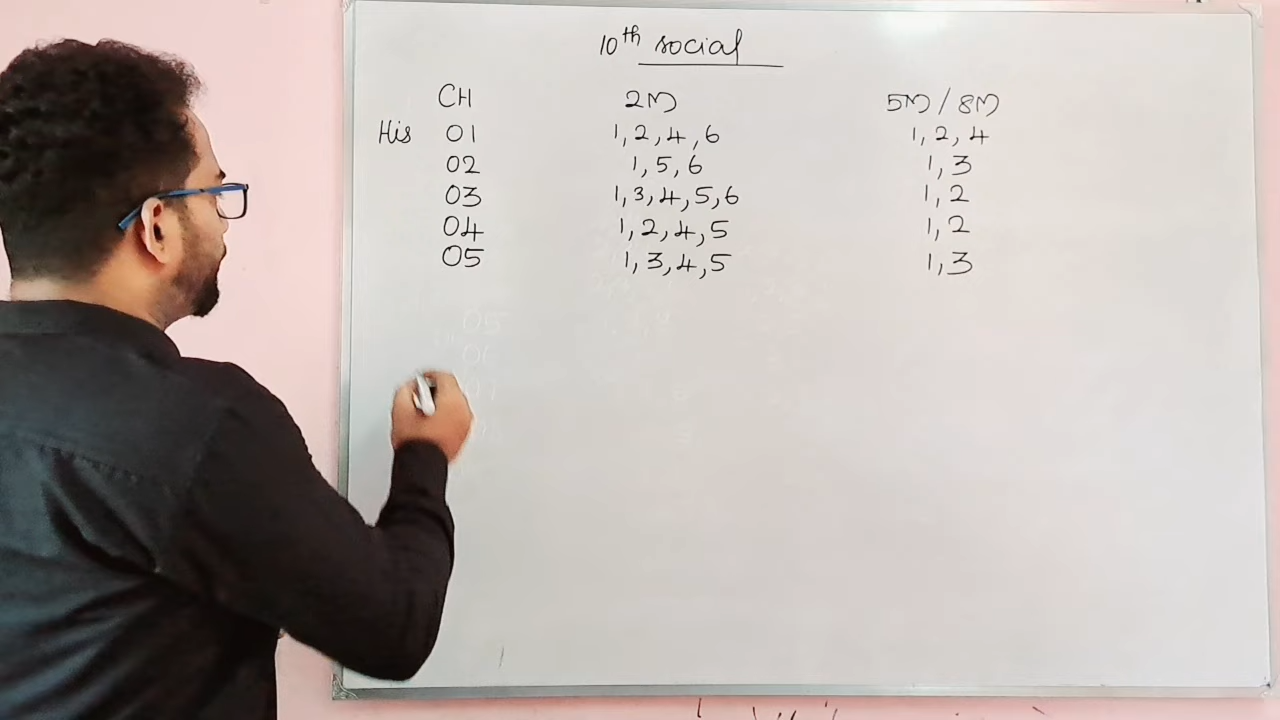 10th social
CH 2M 5M / 8M
His 01 1, 2, 4, 6 1, 2, 4
02 1, 5, 6 1, 3
03 1, 3, 4, 5, 6 1, 2
04 1, 2, 4, 5 1, 2
05 1, 3, 4, 5 1, 3